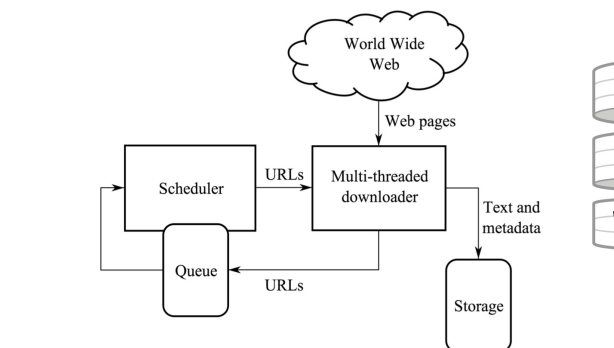 World Wide
Web
Web pages
Scheduler
URLs
Multi-threaded
downloader
Text and
metadata
Queue
URLs
Storage